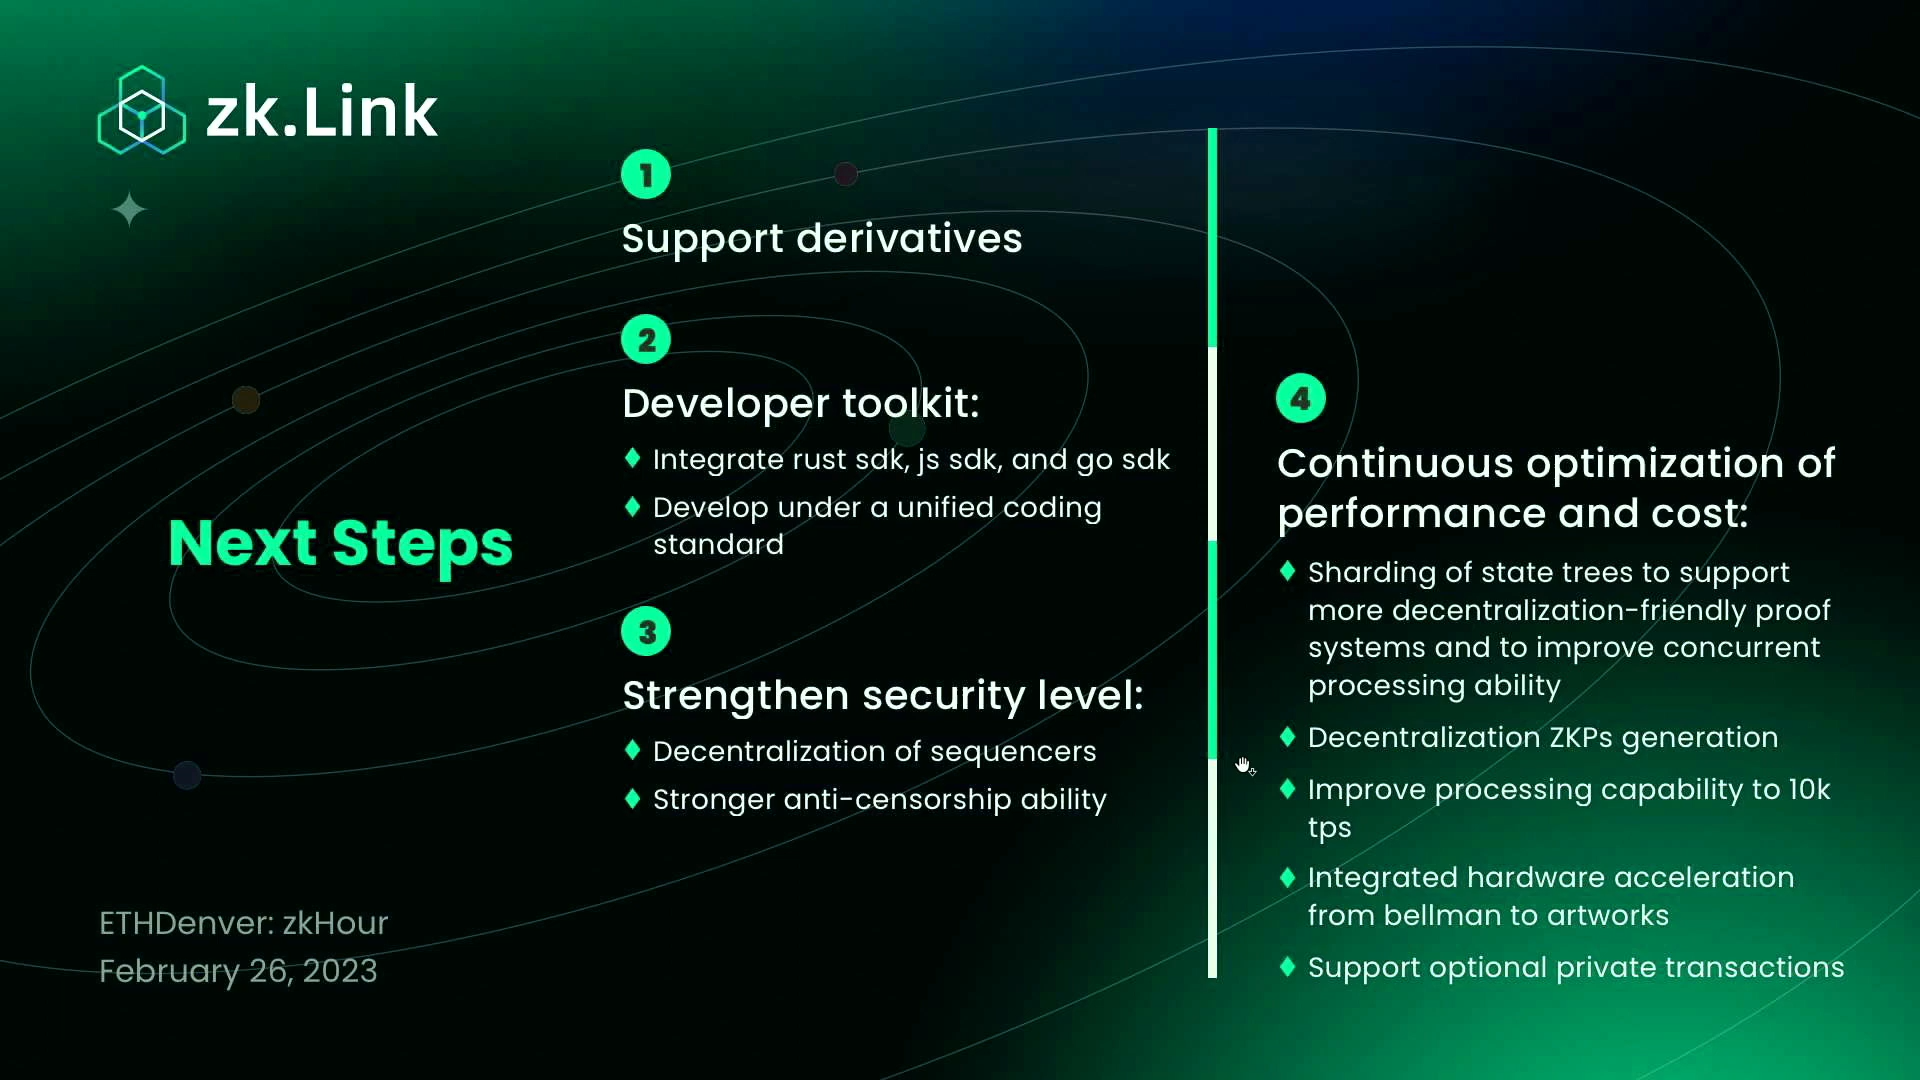 zk.Link
1
Support derivatives
2
Developer toolkit:
Integrate rust sdk, js sdk, and go sdk
Develop under a unified coding
standard
3
Strengthen security level:
Decentralization of sequencers
Stronger anti-censorship ability
4
Continuous optimization of
performance and cost:
Sharding of state trees to support
more decentralization-friendly proof
systems and to improve concurrent
processing ability
Decentralization ZKPs generation
Improve processing capability to 10k
tps
Integrated hardware acceleration
from bellman to artworks
Support optional private transactions
Next Steps
ETHDenver: zkHour
February 26, 2023